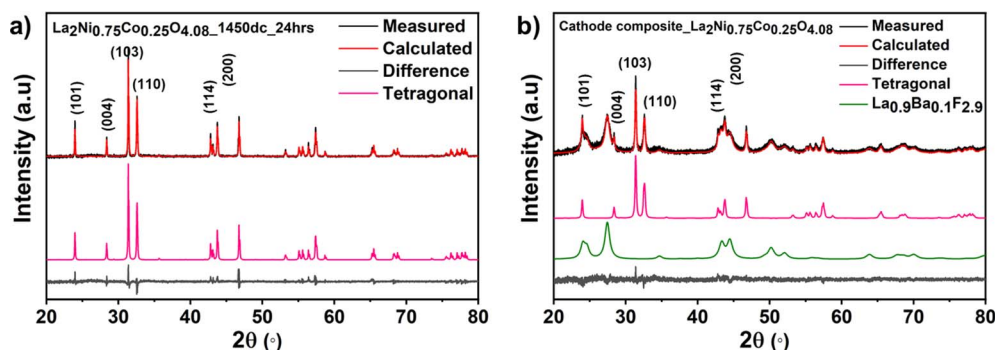 a)
La2Ni0.75Co0.25O4.08_1450dc_24hrs
Measured
Calculated
Difference
Tetragonal
(101)
(004)
(103)
(110)
(114)
(200)
Intensity (a.u)
20 30 40 50 60 70 80
2θ (◦)
b)
Cathode composite_La2Ni0.75Co0.25O4.08
Measured
Calculated
Difference
Tetragonal
La0.9Ba0.1F2.9
(101)
(004)
(103)
(110)
(114)
(200)
Intensity (a.u)
20 30 40 50 60 70 80
2θ (◦)